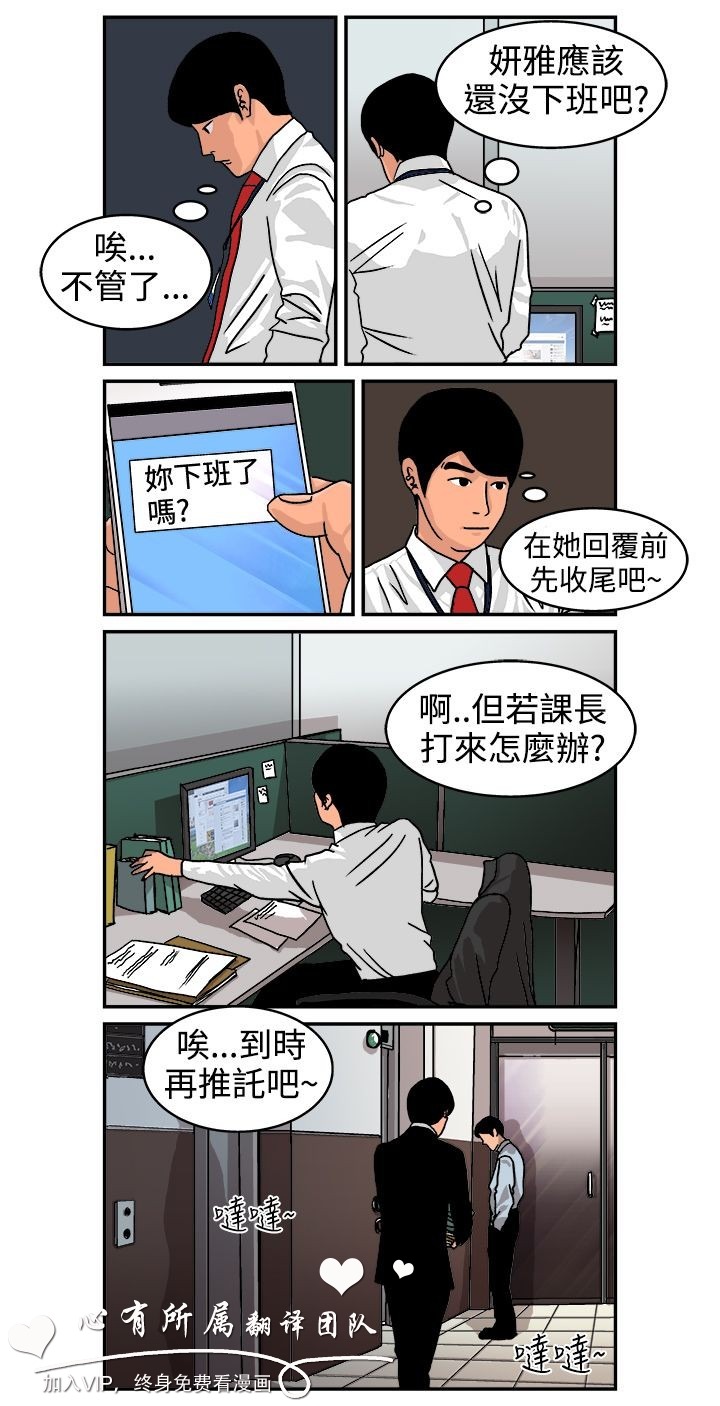 唉...
不管了...
妍雅應該
還沒下班吧?
妳下班了
嗎?
在她回覆前
先收尾吧~
啊..但若課長
打來怎麼辦?
唉...到時
再推託吧~
噠噠~
噠噠~
心有所属翻译团队
加入VIP，终身免费看漫画